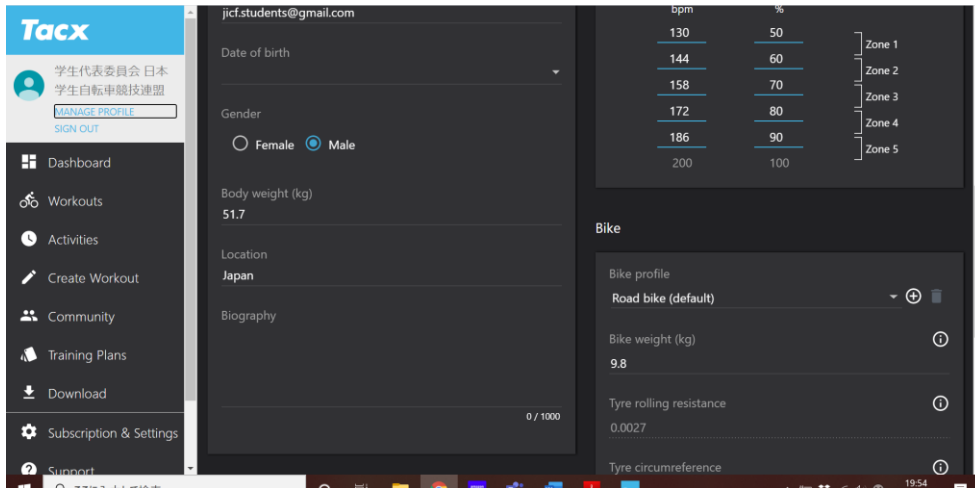 Tacx
学生代表委員会 日本
学生自転車競技連盟
MANAGE PROFILE
SIGN OUT
Dashboard
Workouts
Activities
Create Workout
Community
Training Plans
Download
Subscription & Settings
Support
jicf.students@gmail.com
Date of birth
Gender
Female
Male
Body weight (kg)
51.7
Location
Japan
Biography
0 / 1000
bpm %
130 50
Zone 1
144 60
Zone 2
158 70
Zone 3
172 80
Zone 4
186 90
Zone 5
200 100
Bike
Bike profile
Road bike (default)
Bike weight (kg)
9.8
Tyre rolling resistance
0.0027
Tyre circumreference
19:54